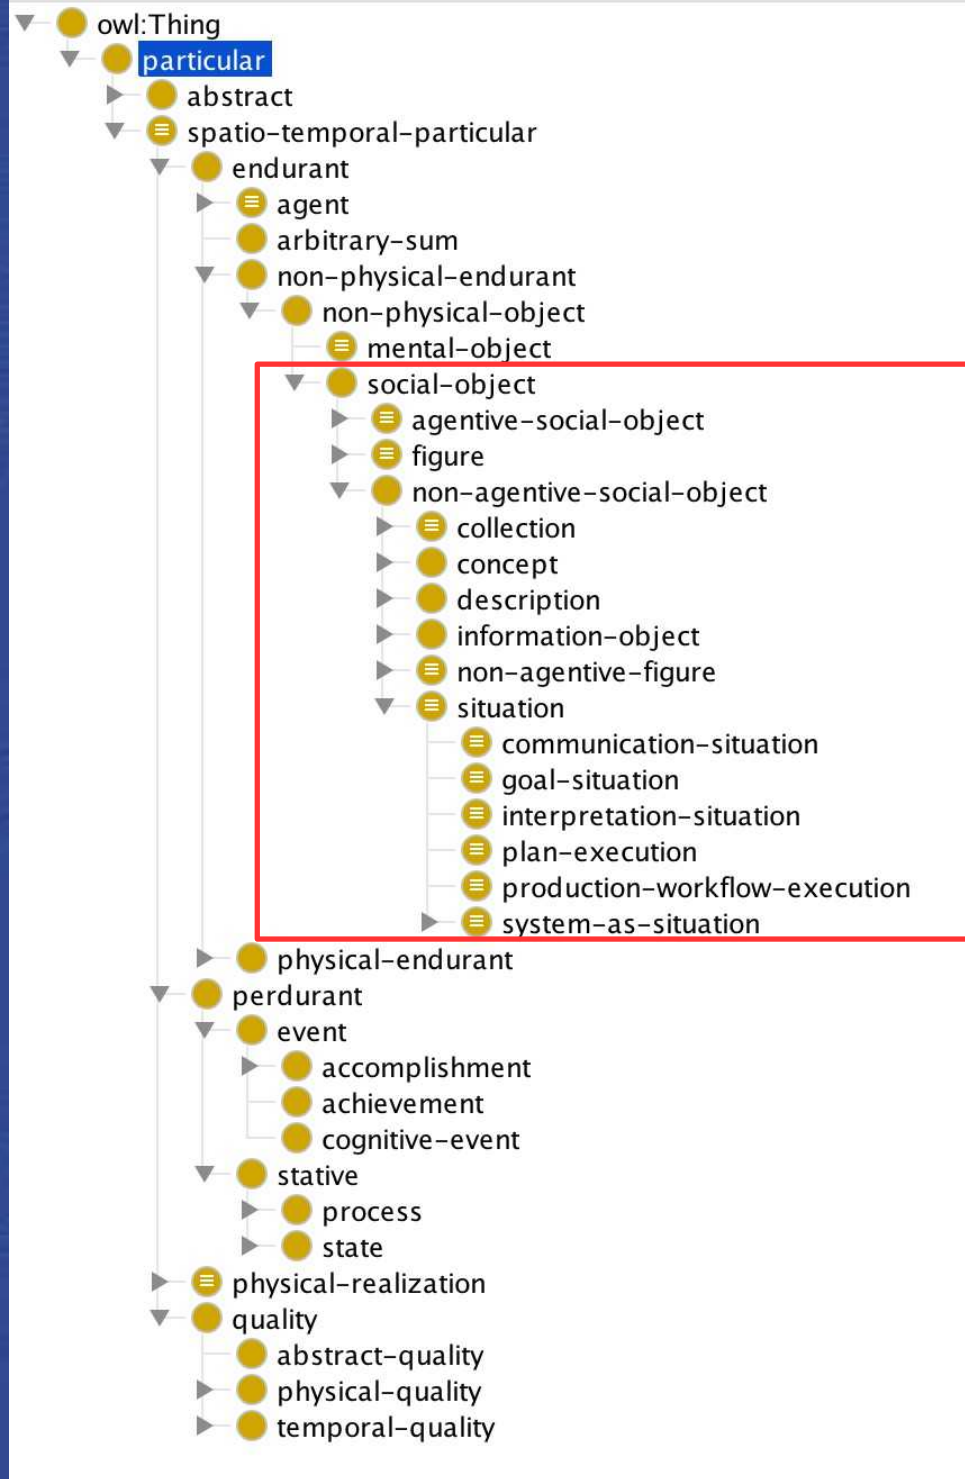 owl:Thing
particular
abstract
spatio-temporal-particular
endurant
agent
arbitrary-sum
non-physical-endurant
non-physical-object
mental-object
social-object
agentive-social-object
figure
non-agentive-social-object
collection
concept
description
information-object
non-agentive-figure
situation
communication-situation
goal-situation
interpretation-situation
plan-execution
production-workflow-execution
system-as-situation
physical-endurant
perdurant
event
accomplishment
achievement
cognitive-event
stative
process
state
physical-realization
quality
abstract-quality
physical-quality
temporal-quality